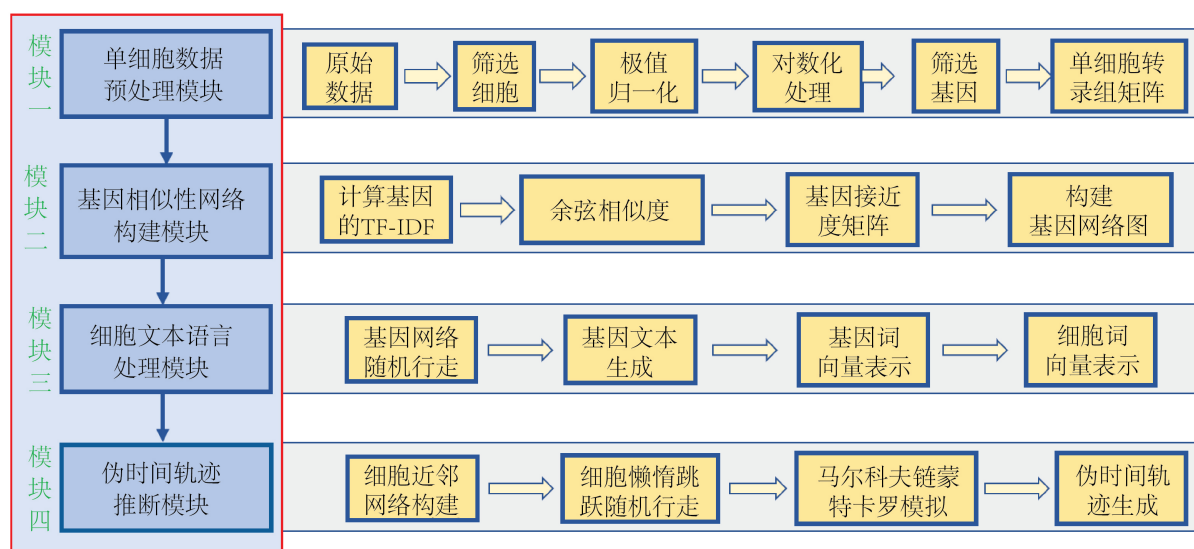 模块一
单细胞数据
预处理模块
原始
数据
筛选
细胞
极值
归一化
对数化
处理
筛选
基因
单细胞转
录组矩阵
模块二
基因相似性网络
构建模块
计算基因
的TF-IDF
余弦相似度
基因接近
度矩阵
构建
基因网络图
模块三
细胞文本语言
处理模块
基因网络
随机行走
基因文本
生成
基因词
向量表示
细胞词
向量表示
模块四
伪时间轨迹
推断模块
细胞近邻
网络构建
细胞懒惰跳
跃随机行走
马尔科夫链蒙
特卡罗模拟
伪时间轨
迹生成